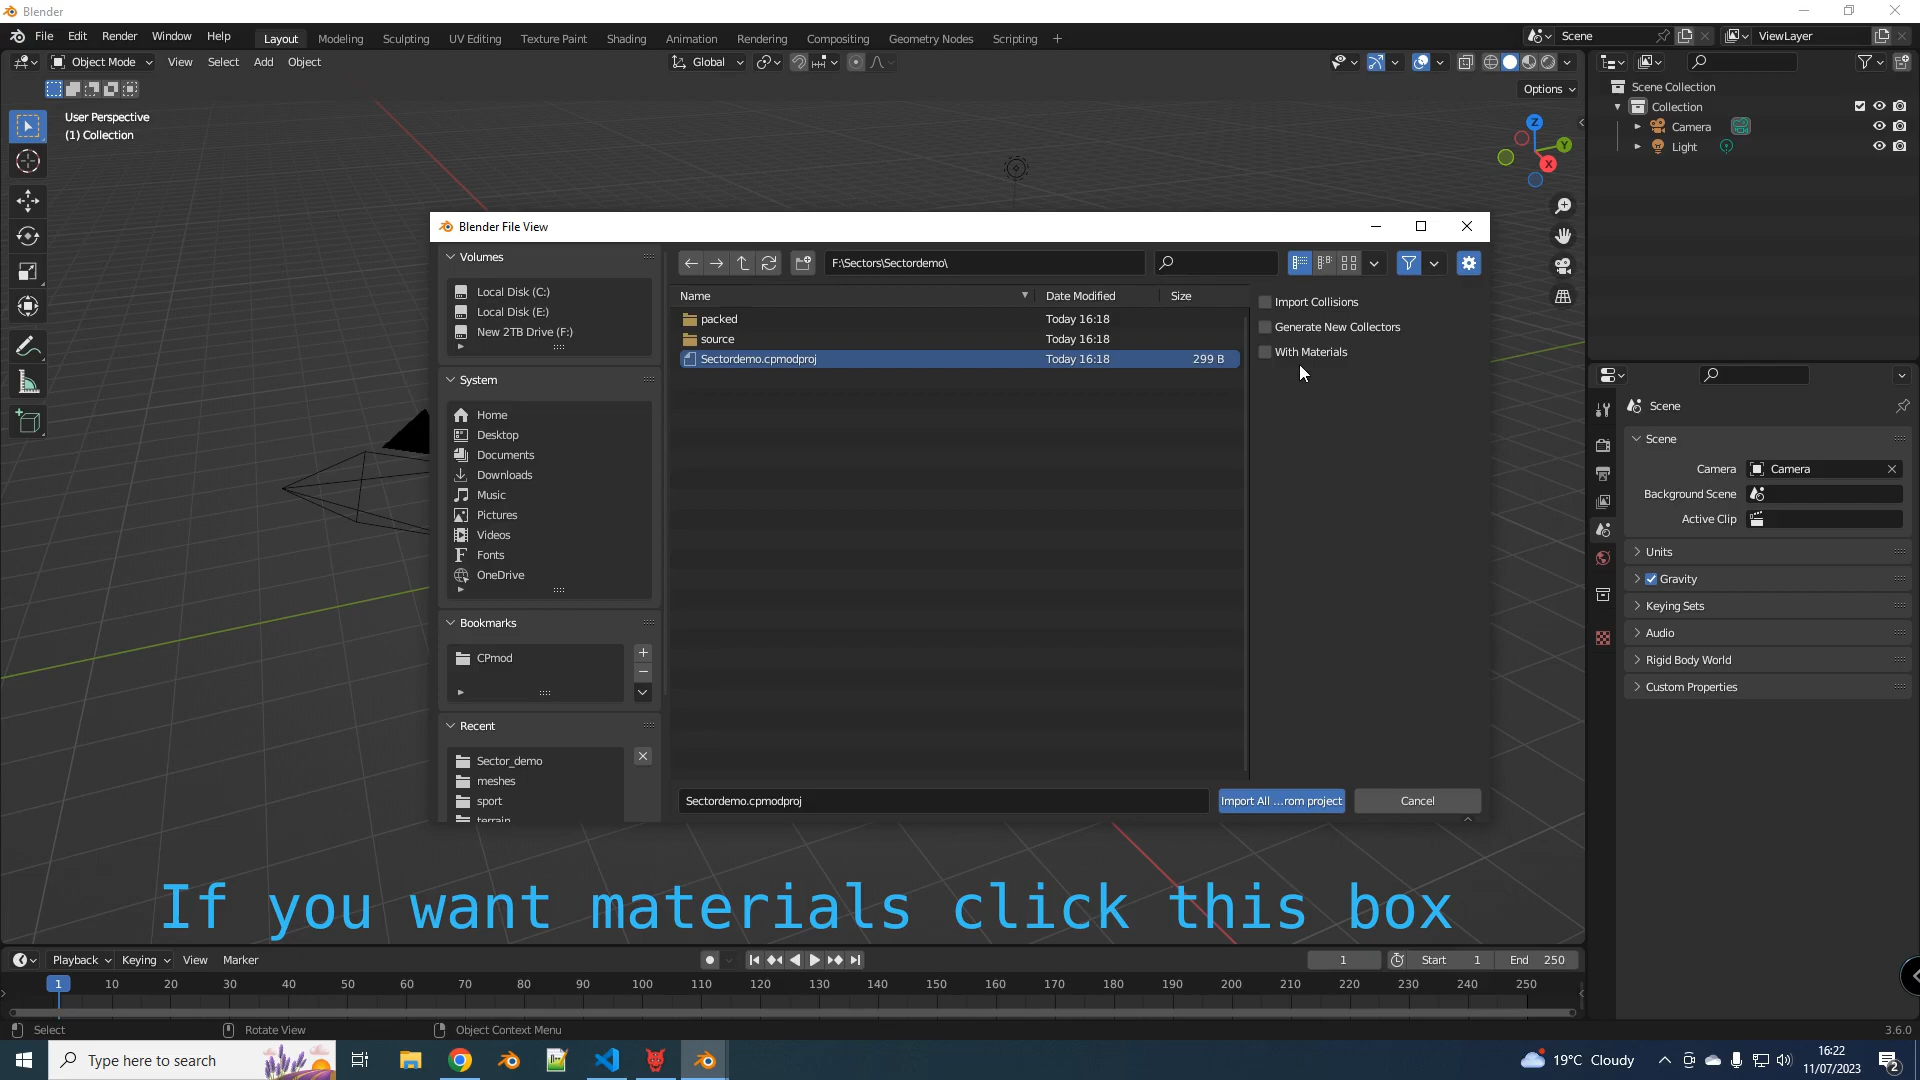 Blender
File Edit Render Window Help Layout Modeling Sculpting UV Editing Texture Paint Shading Animation Rendering Compositing Geometry Nodes Scripting + Scene ViewLayer
Object Mode View Select Add Object Global
Options
User Perspective
(1) Collection
Z
Y
X
Scene Collection
Collection
Camera
Light
Blender File View
Volumes
Local Disk (C:)
Local Disk (E:)
New 2TB Drive (F:)
System
Home
Desktop
Documents
Downloads
Music
Pictures
Videos
Fonts
OneDrive
Bookmarks
CPmod
Recent
Sector_demo
meshes
sport
terrain
F:\Sectors\Sectordemo\
Name Date Modified Size
packed Today 16:18
source Today 16:18
Sectordemo.cpmodproj Today 16:18 299 B
Import Collisions
Generate New Collectors
With Materials
Sectordemo.cpmodproj Import All ...rom project Cancel
Scene
Scene
Camera Camera
Background Scene
Active Clip
Units
Gravity
Keying Sets
Audio
Rigid Body World
Custom Properties
If you want materials click this box
Playback Keying View Marker 1 Start 1 End 250
1 10 20 30 40 50 60 70 80 90 100 110 120 130 140 150 160 170 180 190 200 210 220 230 240 250
Select Rotate View Object Context Menu 3.6.0
Type here to search 19°C Cloudy 16:22
11/07/2023
2